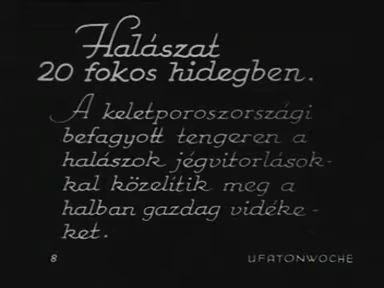 Halászat
20 fokos hidegben.
A keletporoszországi
befagyott tengeren a
halászok jégvitorlások-
kal közelítik meg a
halban gazdag vidéke-
ket.
8 UFATONWOCHE